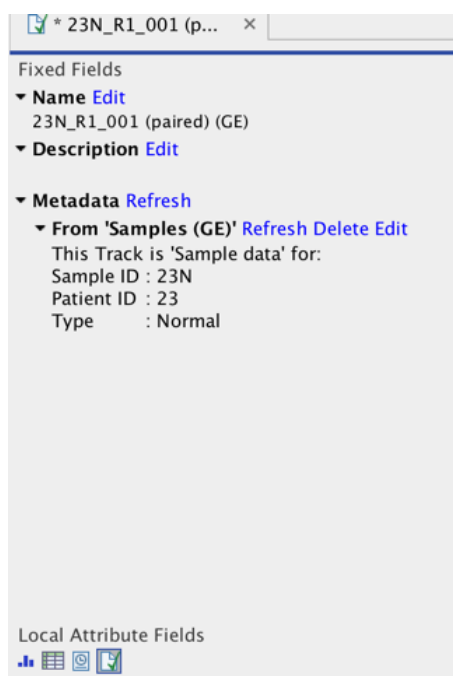 * 23N_R1_001 (p... ×
Fixed Fields
Name Edit
23N_R1_001 (paired) (GE)
Description Edit
Metadata Refresh
From 'Samples (GE)' Refresh Delete Edit
This Track is 'Sample data' for:
Sample ID : 23N
Patient ID : 23
Type : Normal
Local Attribute Fields